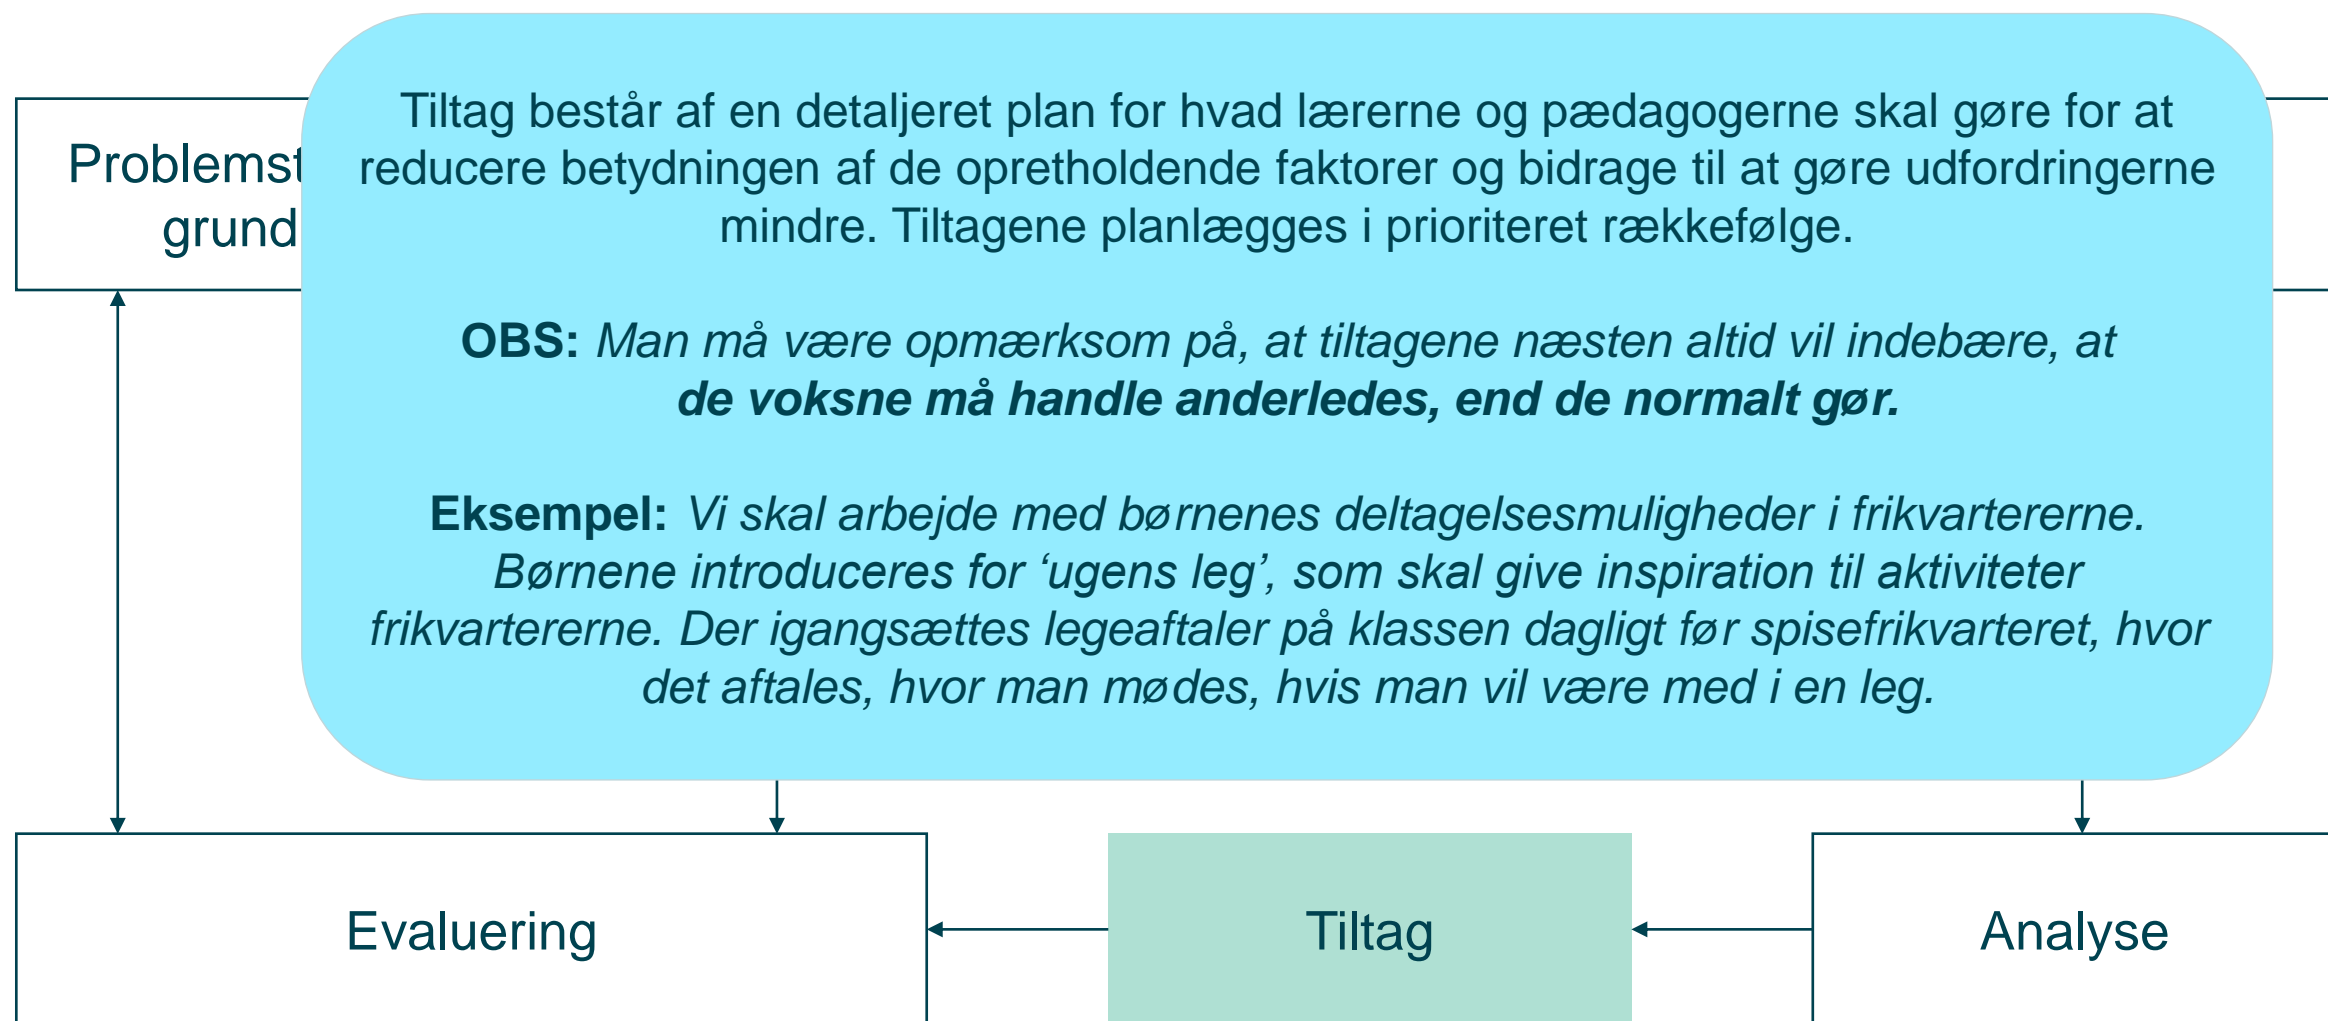 Tiltag består af en detaljeret plan for hvad lærerne og pædagogerne skal gøre for at
reducere betydningen af de opretholdende faktorer og bidrage til at gøre udfordringerne
mindre. Tiltagene planlægges i prioriteret rækkefølge.
OBS: Man må være opmærksom på, at tiltagene næsten altid vil indebære, at
de voksne må handle anderledes, end de normalt gør.
Eksempel: Vi skal arbejde med børnenes deltagelsesmuligheder i frikvartererne.
Børnene introduceres for ‘ugens leg’, som skal give inspiration til aktiviteter
frikvartererne. Der igangsættes legeaftaler på klassen dagligt før spisefrikvarteret, hvor
det aftales, hvor man mødes, hvis man vil være med i en leg.
Evaluering
Tiltag
Analyse